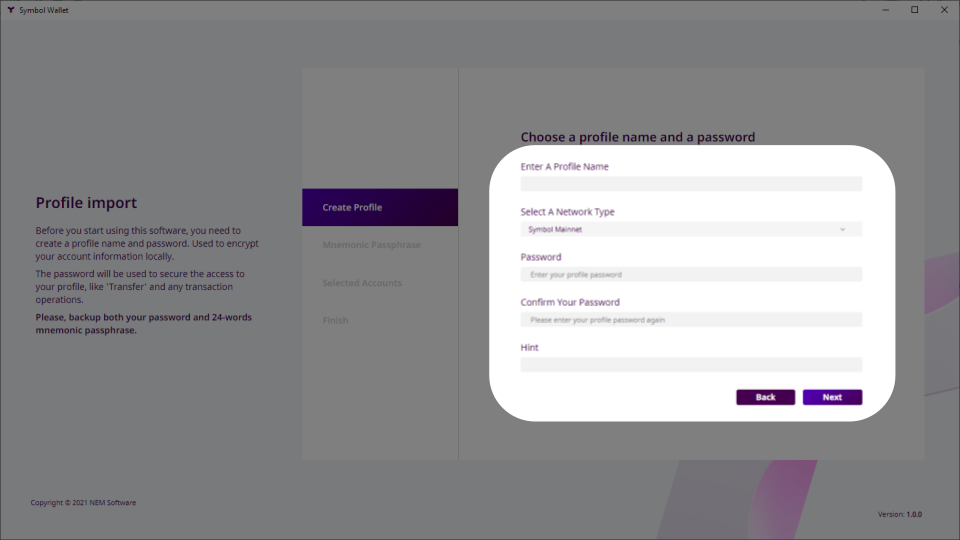 Symbol Wallet
Profile import
Before you start using this software, you need to
create a profile name and password. Used to encrypt
your account information locally.
The password will be used to secure the access to
your profile, like 'Transfer' and any transaction
operations.
Please, backup both your password and 24-words
mnemonic passphrase.
Create Profile
Mnemonic Passphrase
Selected Accounts
Finish
Choose a profile name and a password
Enter A Profile Name
Select A Network Type
Symbol Mainnet
Password
Enter your profile password
Confirm Your Password
Please enter your profile password again
Hint
Back
Next
Copyright © 2021 NEM Software
Version: 1.0.0